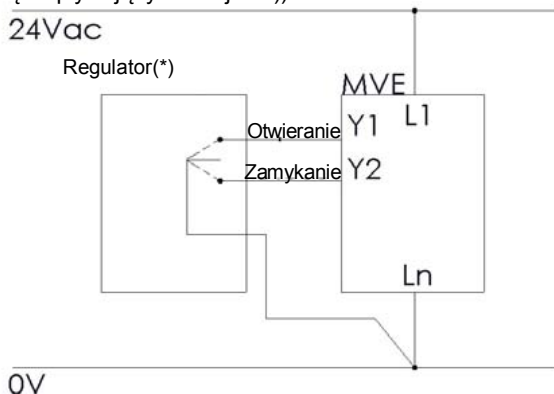 24Vac
Regulator(*)
MVE
L1
Otwieranie
Y1
Zamykanie
Y2
Ln
0V